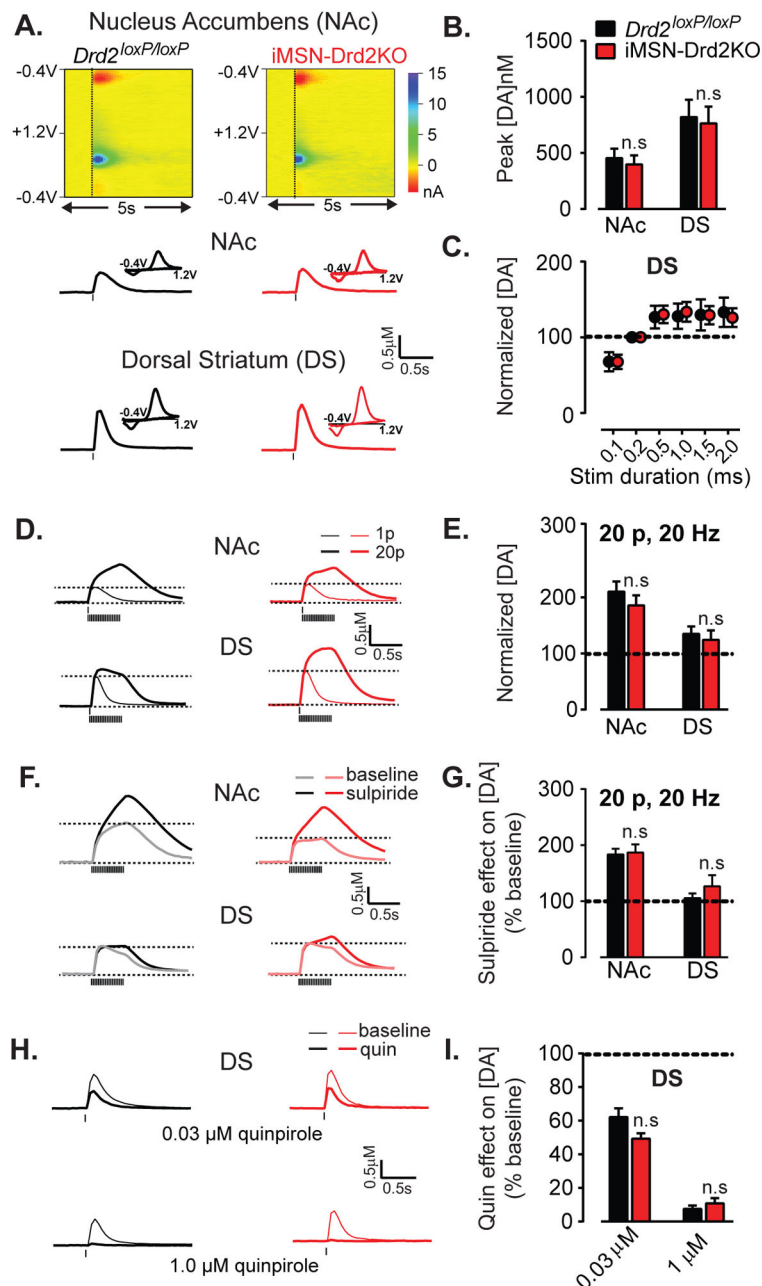 A.
Nucleus Accumbens (NAc)
Drd2loxP/loxP
iMSN-Drd2KO
-0.4V
+1.2V
-0.4V
5s
5s
15
10
5
0
nA
NAc
-0.4V
1.2V
-0.4V
1.2V
0.5µM
0.5s
Dorsal Striatum (DS)
-0.4V
1.2V
-0.4V
1.2V
B.
Drd2loxP/loxP
iMSN-Drd2KO
Peak [DA]nM
1500
1000
500
0
n.s
n.s
NAc
DS
C.
DS
Normalized [DA]
200
100
0
0.1
0.2
0.5
1.0
1.5
2.0
Stim duration (ms)
D.
NAc
1p
20p
DS
0.5µM
0.5s
E.
20 p, 20 Hz
Normalized [DA]
300
200
100
0
n.s
n.s
NAc
DS
F.
NAc
baseline
sulpiride
DS
0.5µM
0.5s
G.
20 p, 20 Hz
Sulpiride effect on [DA]
(% baseline)
300
200
100
0
n.s
n.s
NAc
DS
H.
DS
baseline
quin
0.03 µM quinpirole
0.5µM
0.5s
1.0 µM quinpirole
I.
DS
Quin effect on [DA]
(% baseline)
100
80
60
40
20
0
n.s
n.s
0.03 µM
1 µM